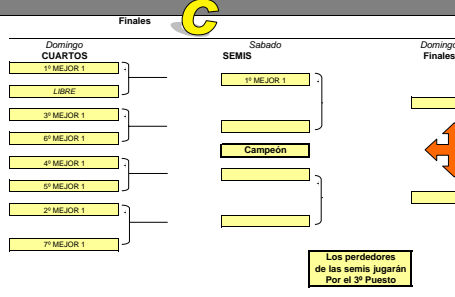 Finales
C
Domingo
CUARTOS
1º MEJOR 1
LIBRE
3º MEJOR 1
6º MEJOR 1
4º MEJOR 1
5º MEJOR 1
2º MEJOR 1
7º MEJOR 1
Sabado
SEMIS
1º MEJOR 1
Campeón
Los perdedores
de las semis jugarán
Por el 3º Puesto
Domingo
Finales